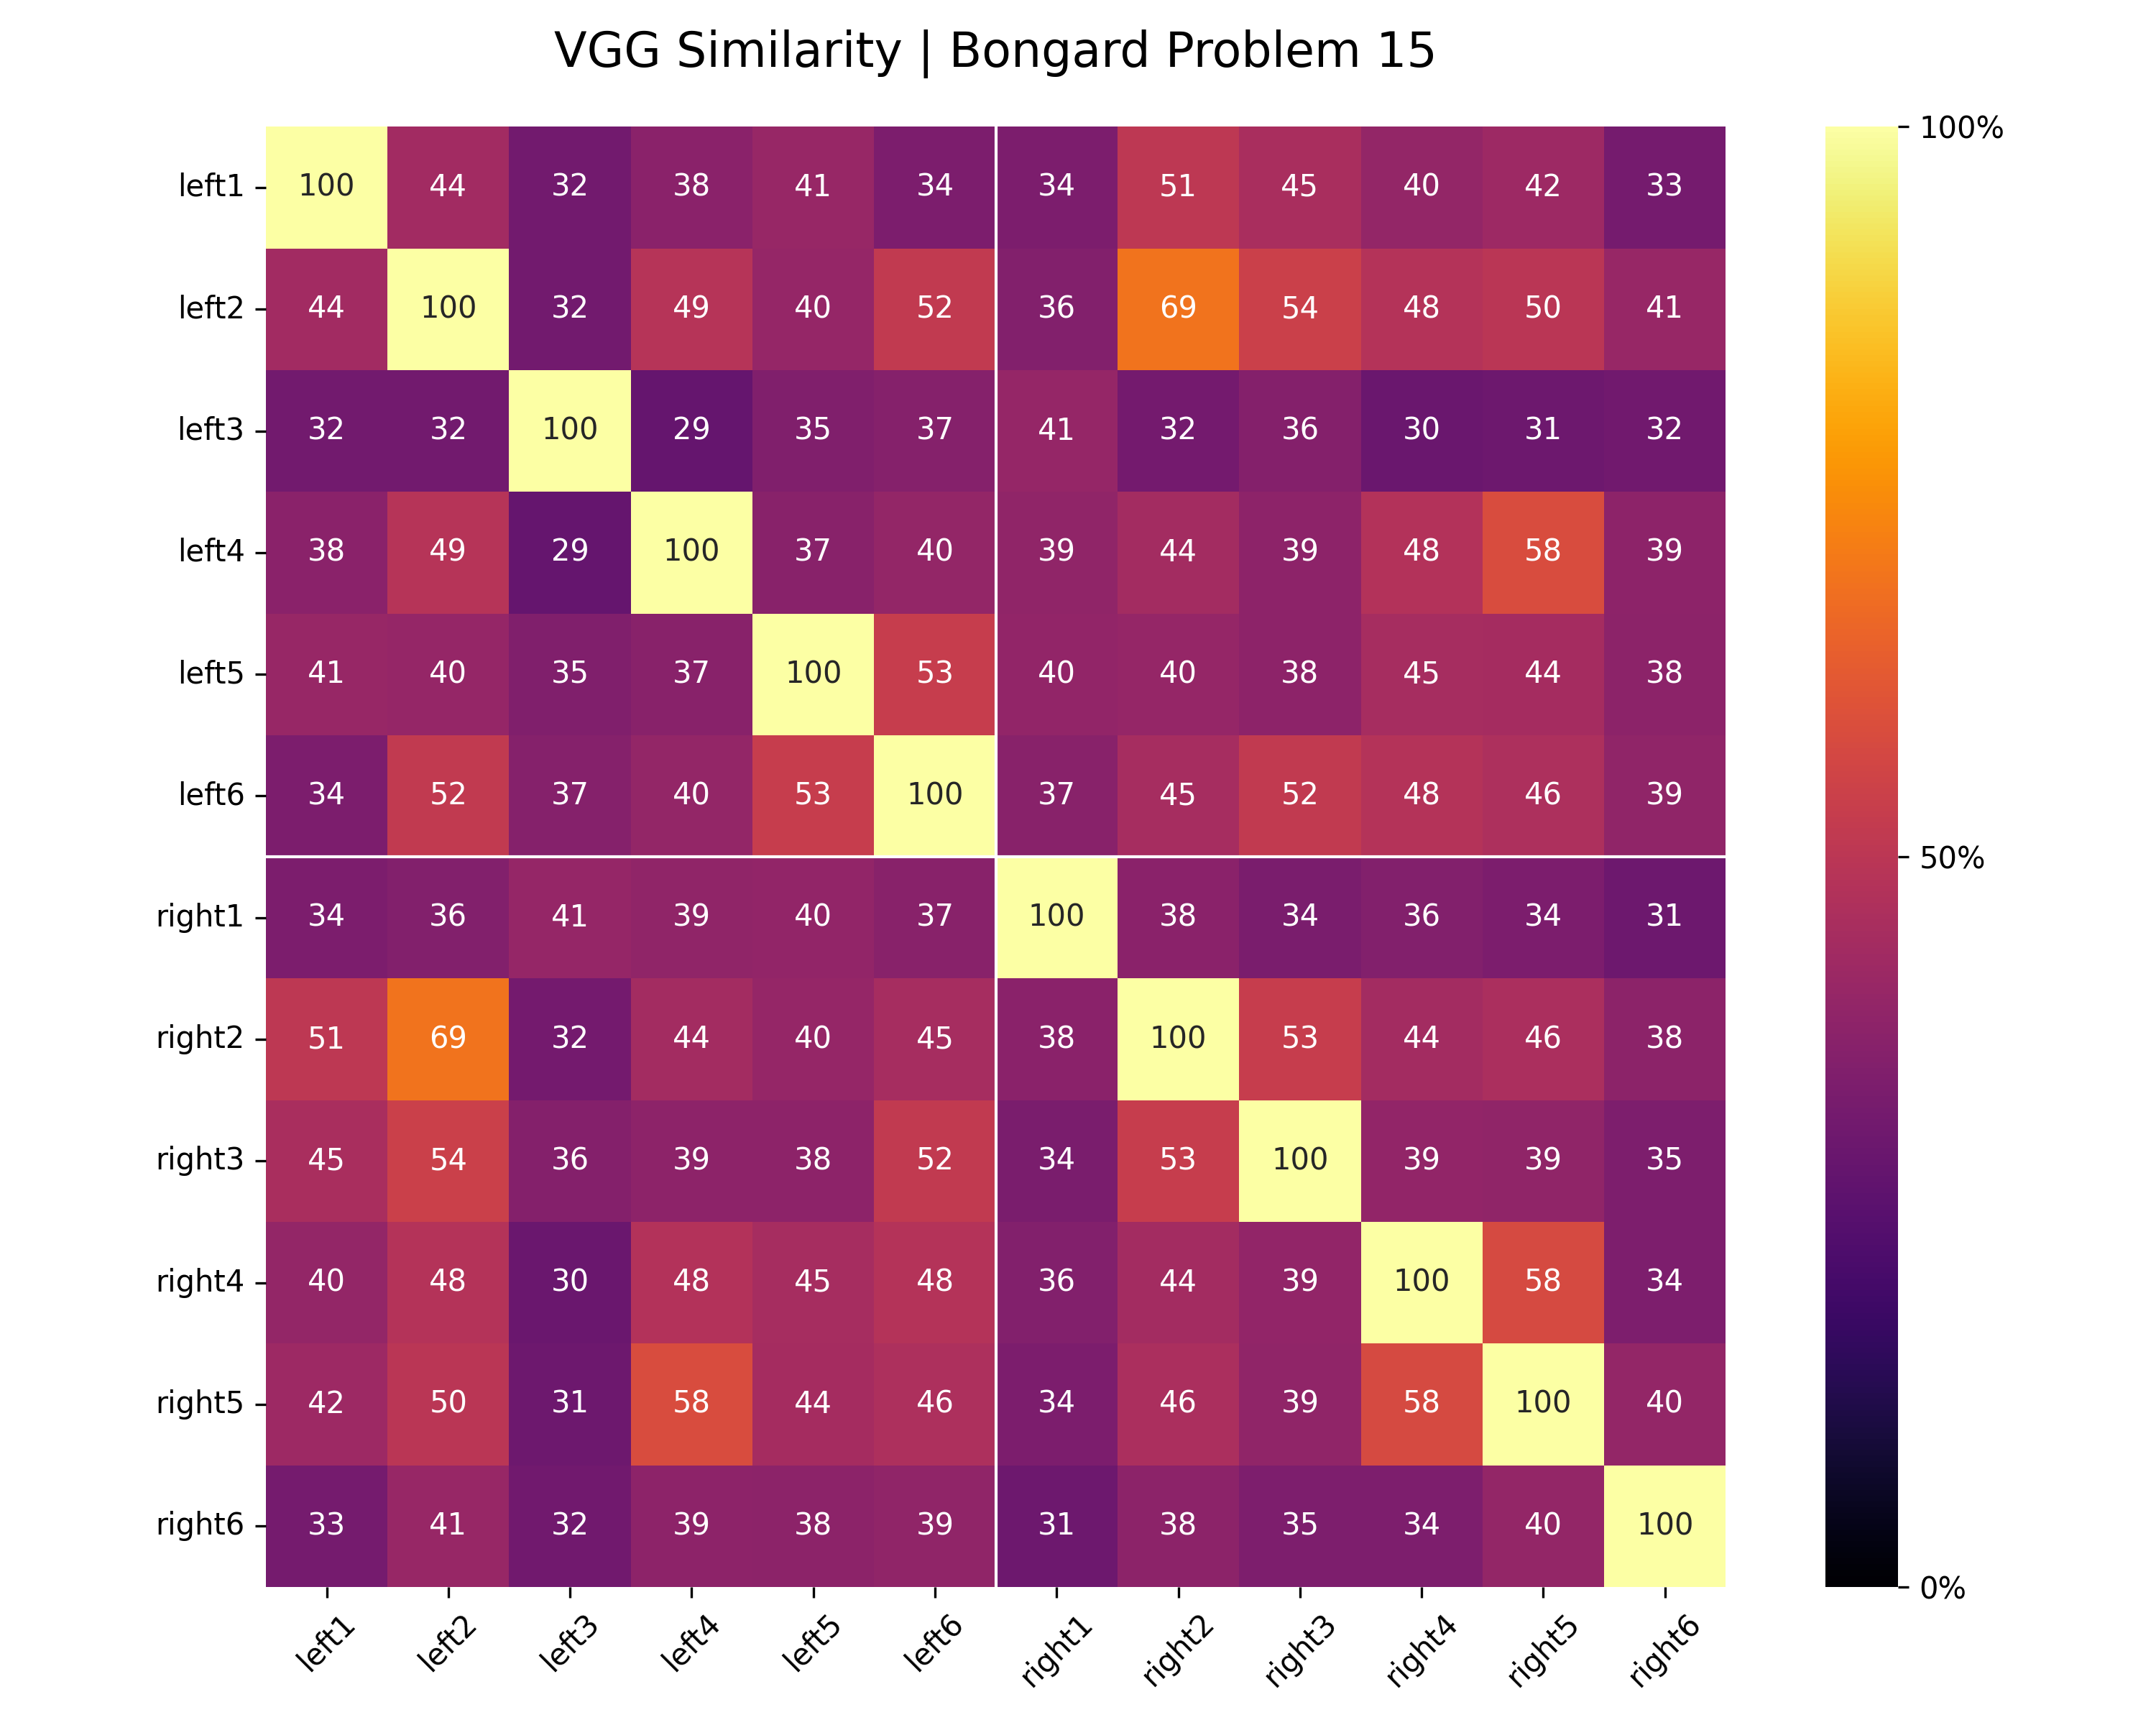 VGG Similarity | Bongard Problem 15
left1 100 44 32 38 41 34 34 51 45 40 42 33
left2 44 100 32 49 40 52 36 69 54 48 50 41
left3 32 32 100 29 35 37 41 32 36 30 31 32
left4 38 49 29 100 37 40 39 44 39 48 58 39
left5 41 40 35 37 100 53 40 40 38 45 44 38
left6 34 52 37 40 53 100 37 45 52 48 46 39
right1 34 36 41 39 40 37 100 38 34 36 34 31
right2 51 69 32 44 40 45 38 100 53 44 46 38
right3 45 54 36 39 38 52 34 53 100 39 39 35
right4 40 48 30 48 45 48 36 44 39 100 58 34
right5 42 50 31 58 44 46 34 46 39 58 100 40
right6 33 41 32 39 38 39 31 38 35 34 40 100
left1 left2 left3 left4 left5 left6 right1 right2 right3 right4 right5 right6
100%
50%
0%